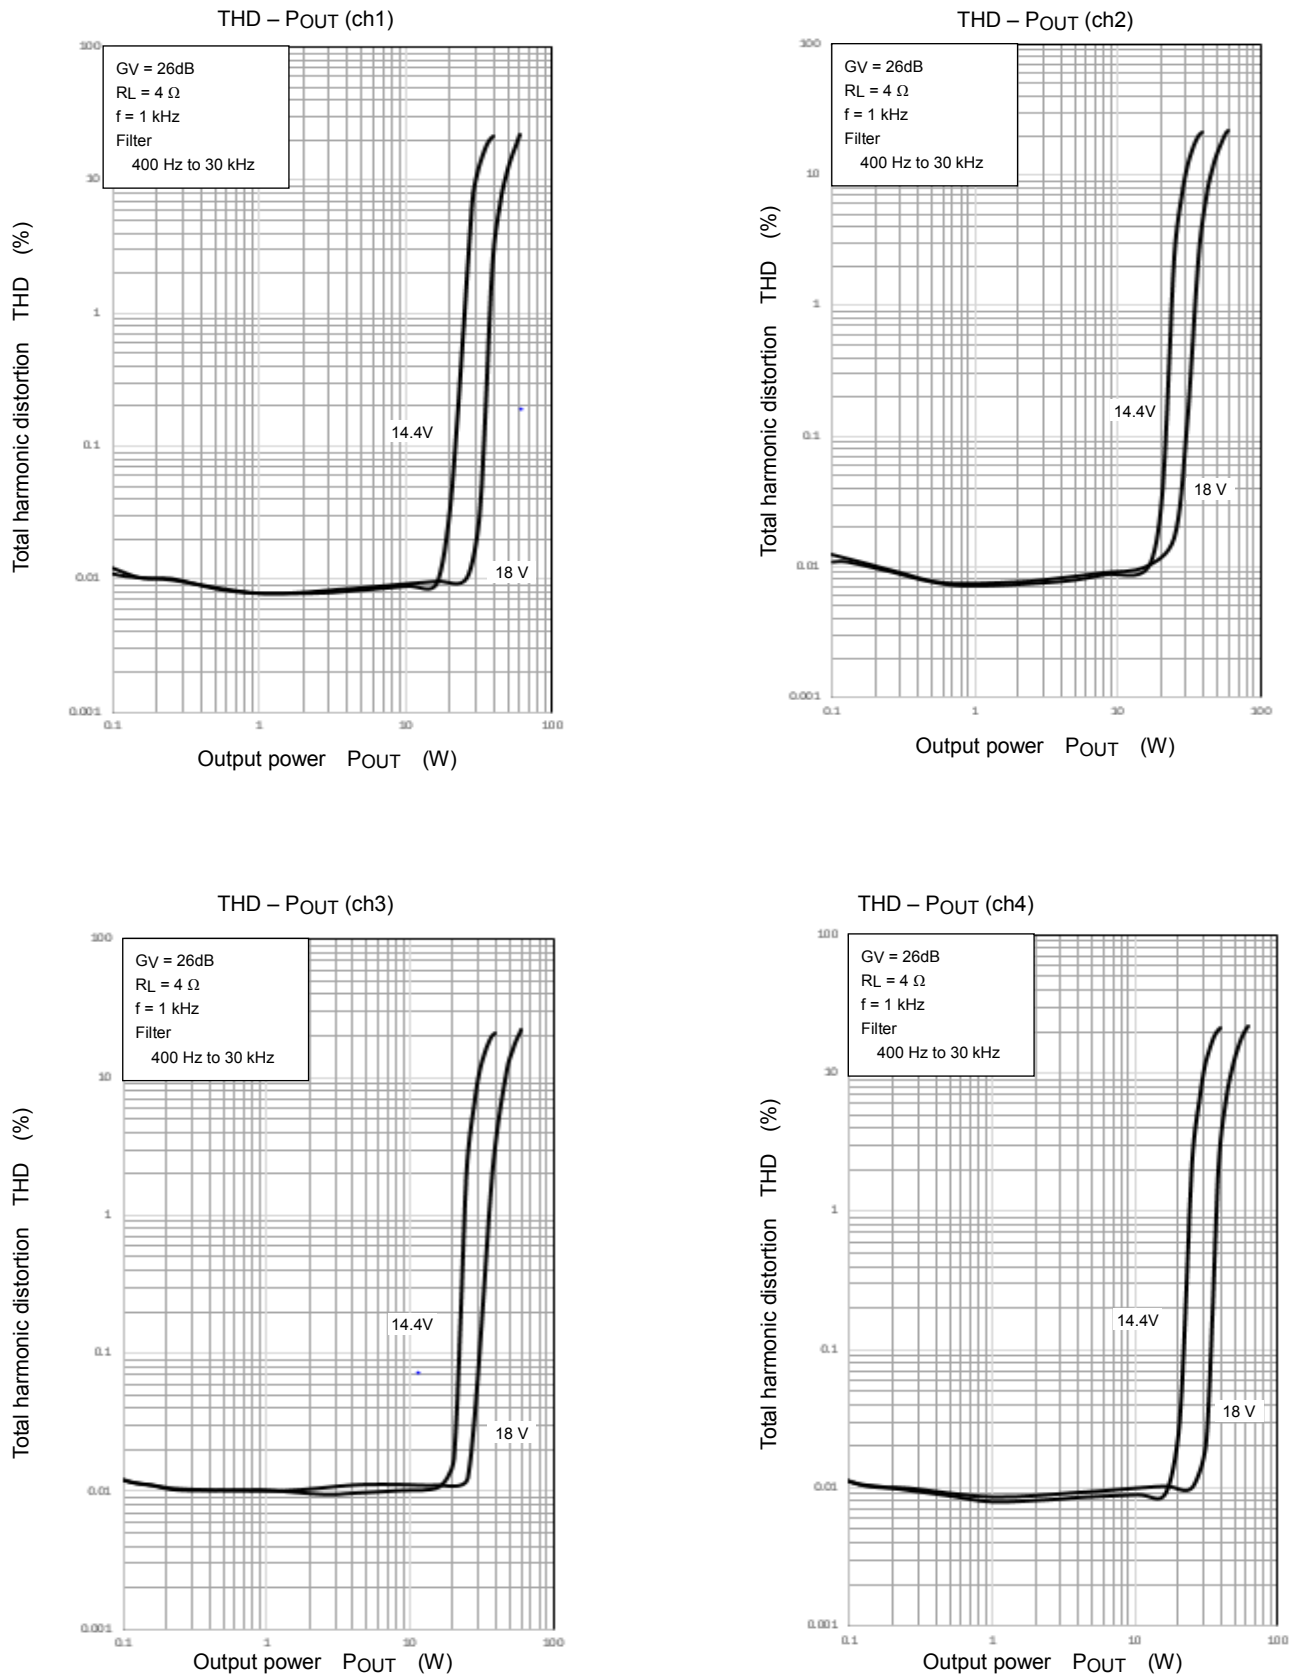 THD – POUT (ch1)
100
GV = 26dB
RL = 4 Ω
f = 1 kHz
Filter
400 Hz to 30 kHz
10
1
0.1
0.01
0.001
14.4V
18 V
0.1 1 10 100
Total harmonic distortion THD (%)
Output power POUT (W)
THD – POUT (ch2)
100
GV = 26dB
RL = 4 Ω
f = 1 kHz
Filter
400 Hz to 30 kHz
10
1
0.1
0.01
0.001
14.4V
18 V
0.1 1 10 100
Total harmonic distortion THD (%)
Output power POUT (W)
THD – POUT (ch3)
100
GV = 26dB
RL = 4 Ω
f = 1 kHz
Filter
400 Hz to 30 kHz
10
1
0.1
0.01
0.001
14.4V
18 V
0.1 1 10 100
Total harmonic distortion THD (%)
Output power POUT (W)
THD – POUT (ch4)
100
GV = 26dB
RL = 4 Ω
f = 1 kHz
Filter
400 Hz to 30 kHz
10
1
0.1
0.01
0.001
14.4V
18 V
0.1 1 10 100
Total harmonic distortion THD (%)
Output power POUT (W)